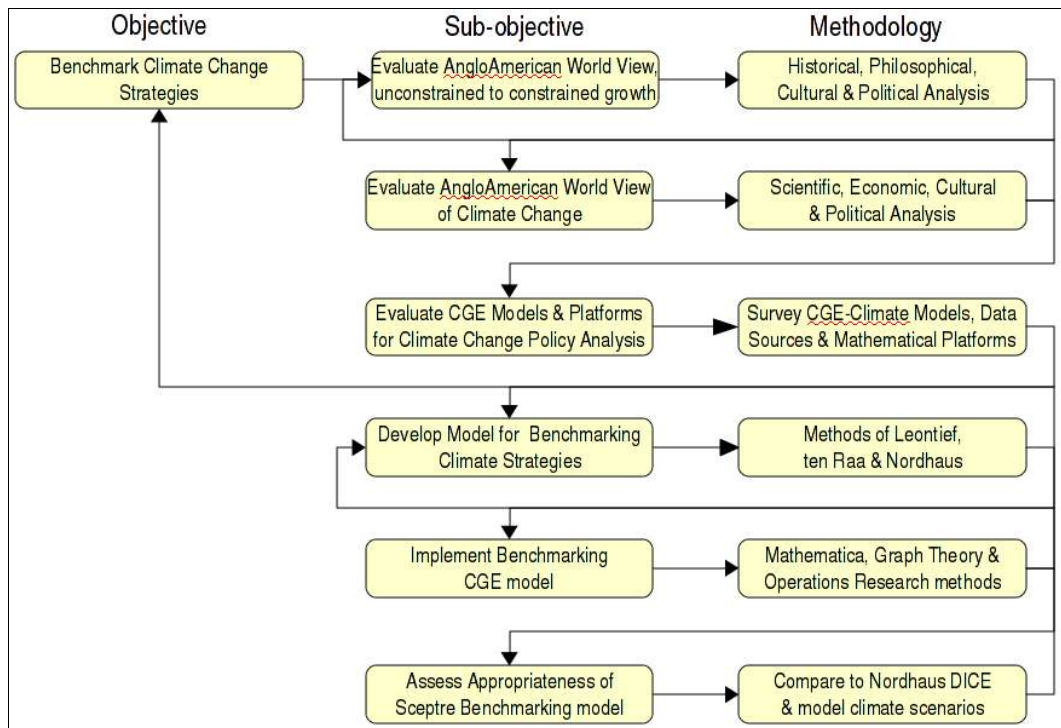 Objective
Sub-objective
Methodology
Benchmark Climate Change
Strategies
Evaluate AngloAmerican World View,
unconstrained to constrained growth
Historical, Philosophical,
Cultural & Political Analysis
Evaluate AngloAmerican World View
of Climate Change
Scientific, Economic, Cultural
& Political Analysis
Evaluate CGE Models & Platforms
for Climate Change Policy Analysis
Survey CGE-Climate Models, Data
Sources & Mathematical Platforms
Develop Model for Benchmarking
Climate Strategies
Methods of Leontief,
ten Raa & Nordhaus
Implement Benchmarking
CGE model
Mathematica, Graph Theory &
Operations Research methods
Assess Appropriateness of
Sceptre Benchmarking model
Compare to Nordhaus DICE
& model climate scenarios